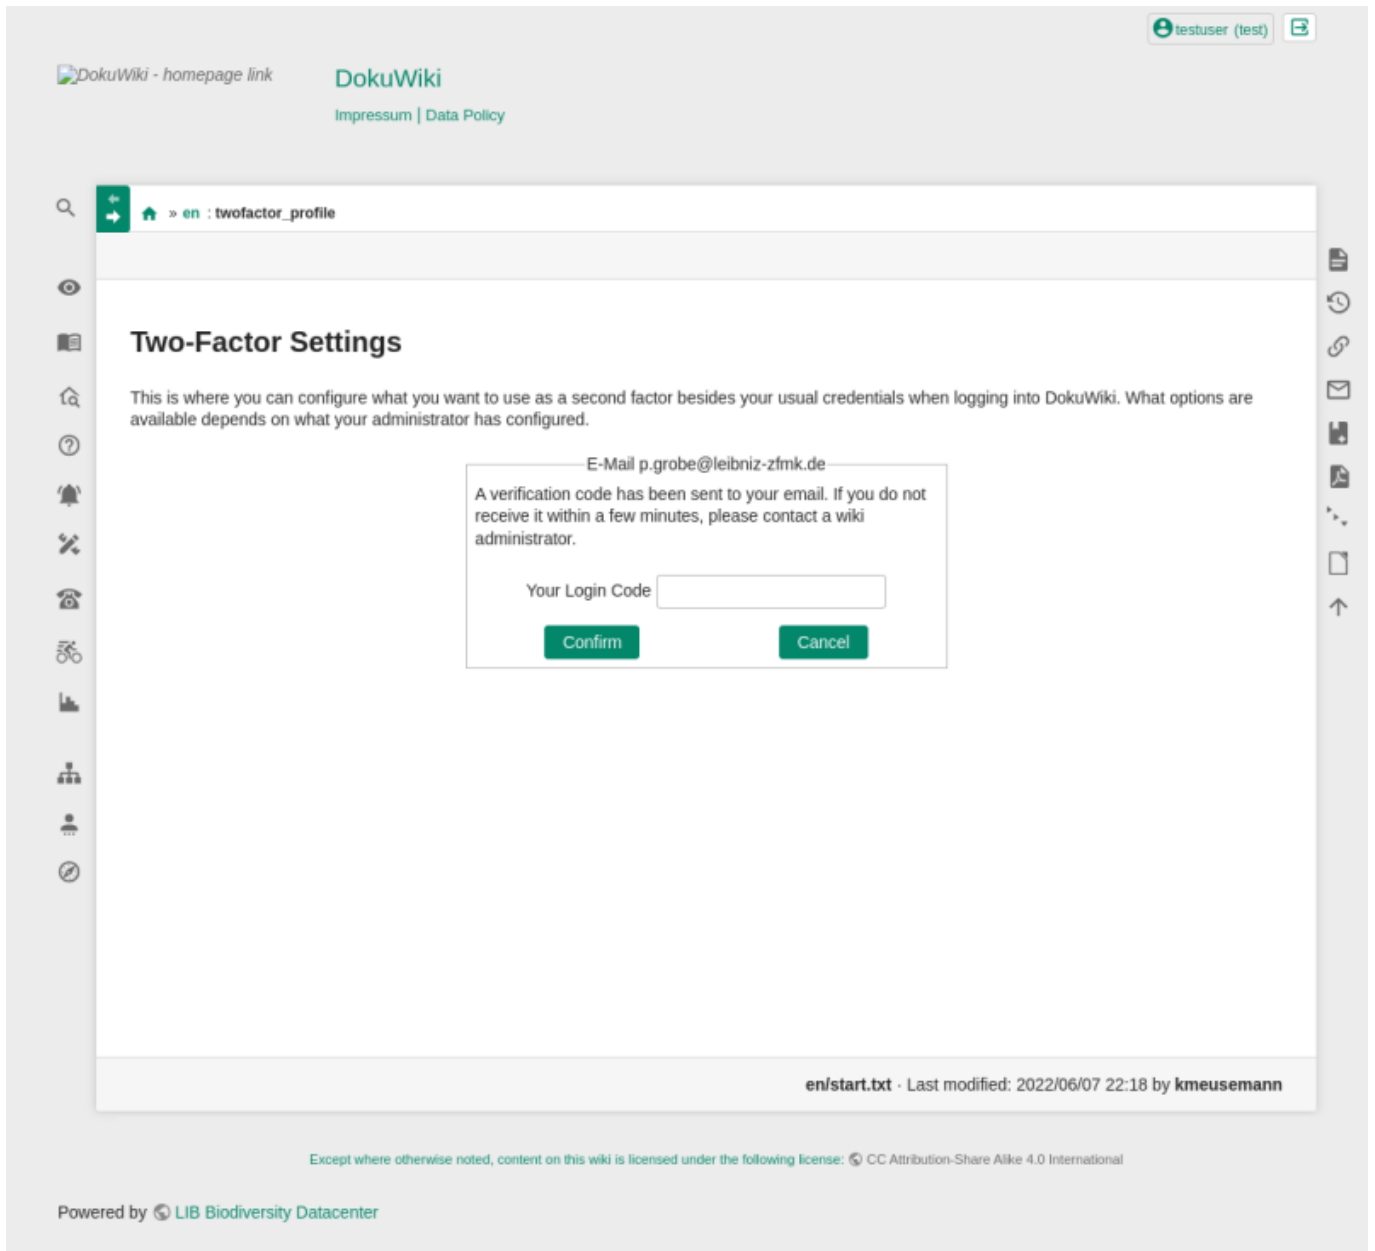 testuser (test)
DokuWiki - homepage link
DokuWiki
Impressum | Data Policy
» en : twofactor_profile
Two-Factor Settings
This is where you can configure what you want to use as a second factor besides your usual credentials when logging into DokuWiki. What options are
available depends on what your administrator has configured.
E-Mail p.grobe@leibniz-zfmk.de
A verification code has been sent to your email. If you do not
receive it within a few minutes, please contact a wiki
administrator.
Your Login Code
Confirm Cancel
en/start.txt · Last modified: 2022/06/07 22:18 by kmeusemann
Except where otherwise noted, content on this wiki is licensed under the following license: CC Attribution-Share Alike 4.0 International
Powered by LIB Biodiversity Datacenter